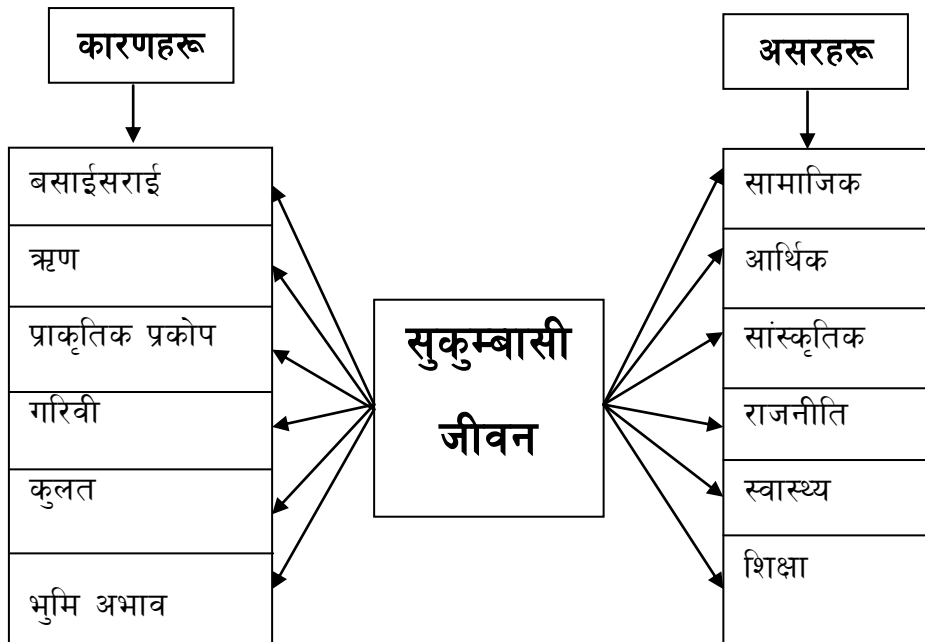 कारणहरू
बसाईसराई
ऋण
प्राकृतिक प्रकोप
गरिवी
कुलत
भुमि अभाव
सुकुम्बासी
जीवन
असरहरू
सामाजिक
आर्थिक
सांस्कृतिक
राजनीति
स्वास्थ्य
शिक्षा